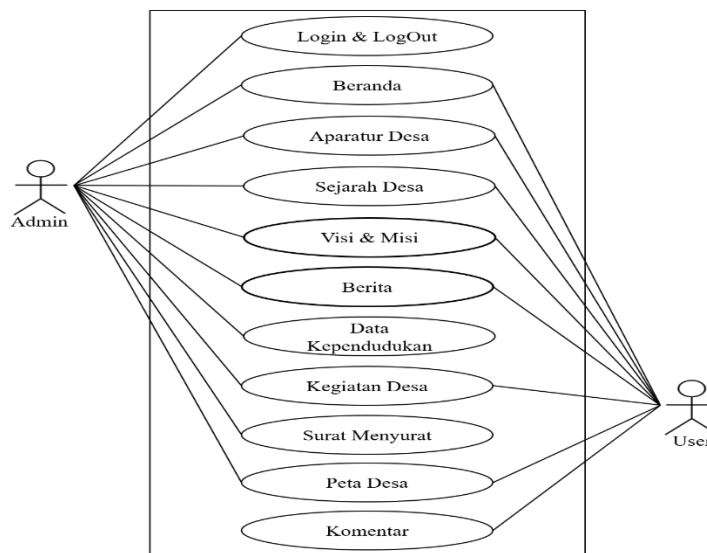 Login & LogOut
Beranda
Aparatur Desa
Sejarah Desa
Admin
Visi & Misi
Berita
Data
Kependudukan
Kegiatan Desa
User
Surat Menyurat
Peta Desa
Komentar